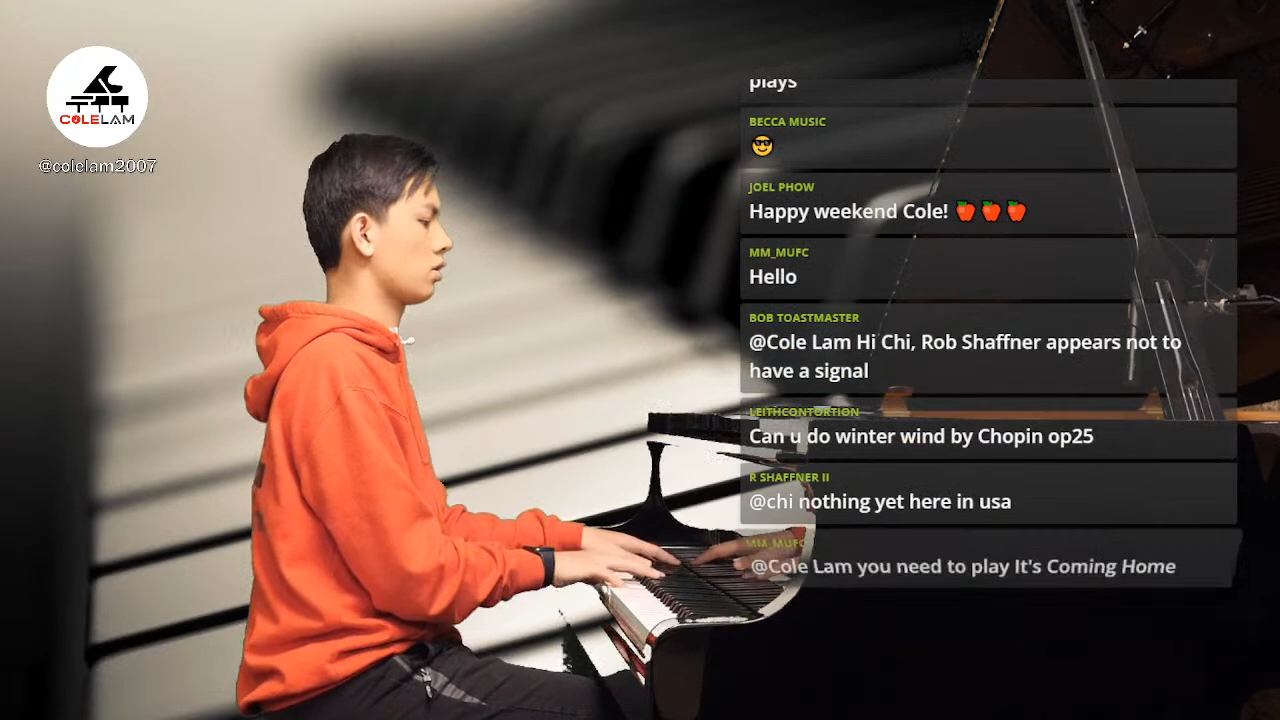 COLELAM
@colelam2007
plays
BECCA MUSIC
JOEL PHOW
Happy weekend Cole!
MM_MUFC
Hello
BOB TOASTMASTER
@Cole Lam Hi Chi, Rob Shaffner appears not to
have a signal
LEITHCONTORTION
Can u do winter wind by Chopin op25
R SHAFFNER II
@chi nothing yet here in usa
MM_MUFC
@Cole Lam you need to play It's Coming Home